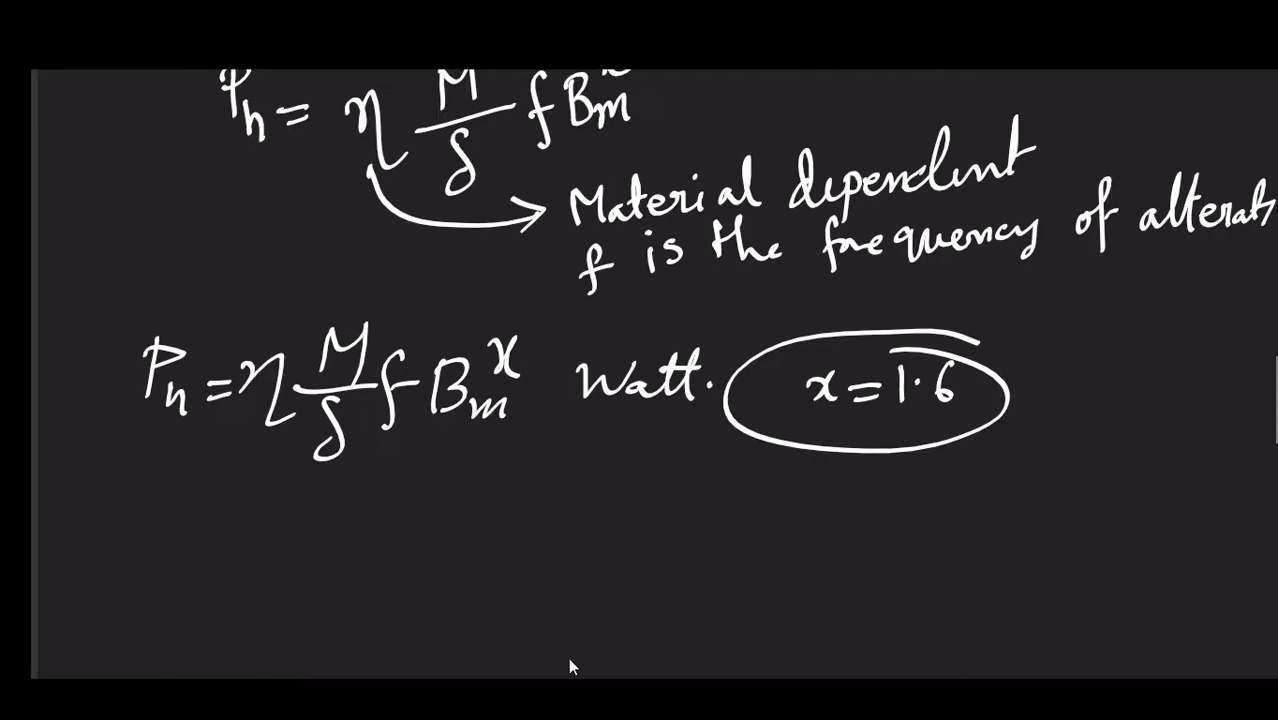 Ph = η M/δ f Bm^x
Material dependent
f is the frequency of alterat
Ph = η M/δ f Bm^x Watt. x = 1.6